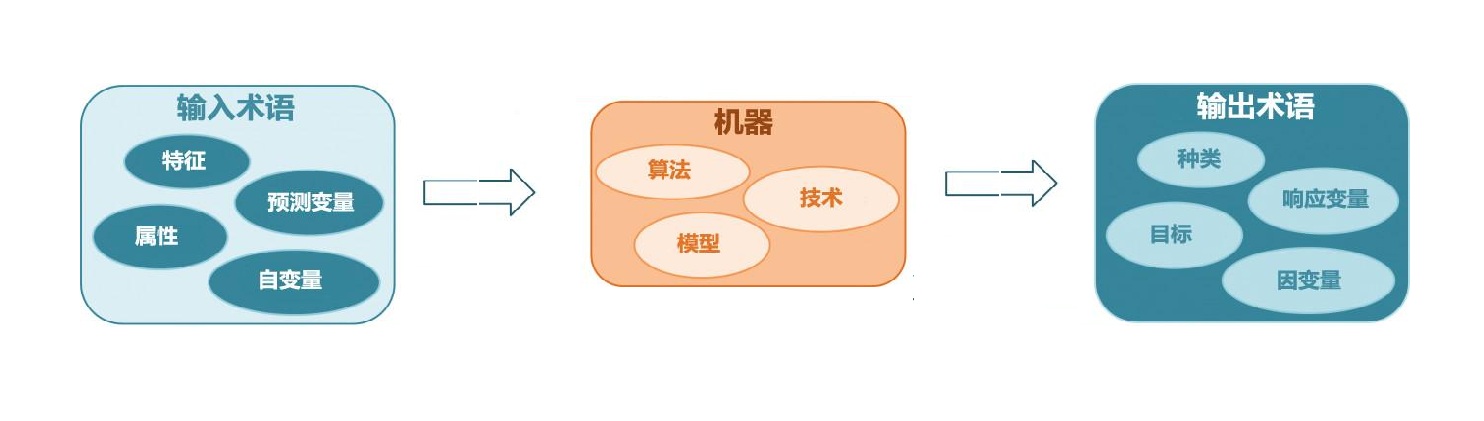 输入术语
特征
预测变量
属性
自变量
机器
算法
技术
模型
输出术语
种类
响应变量
目标
因变量